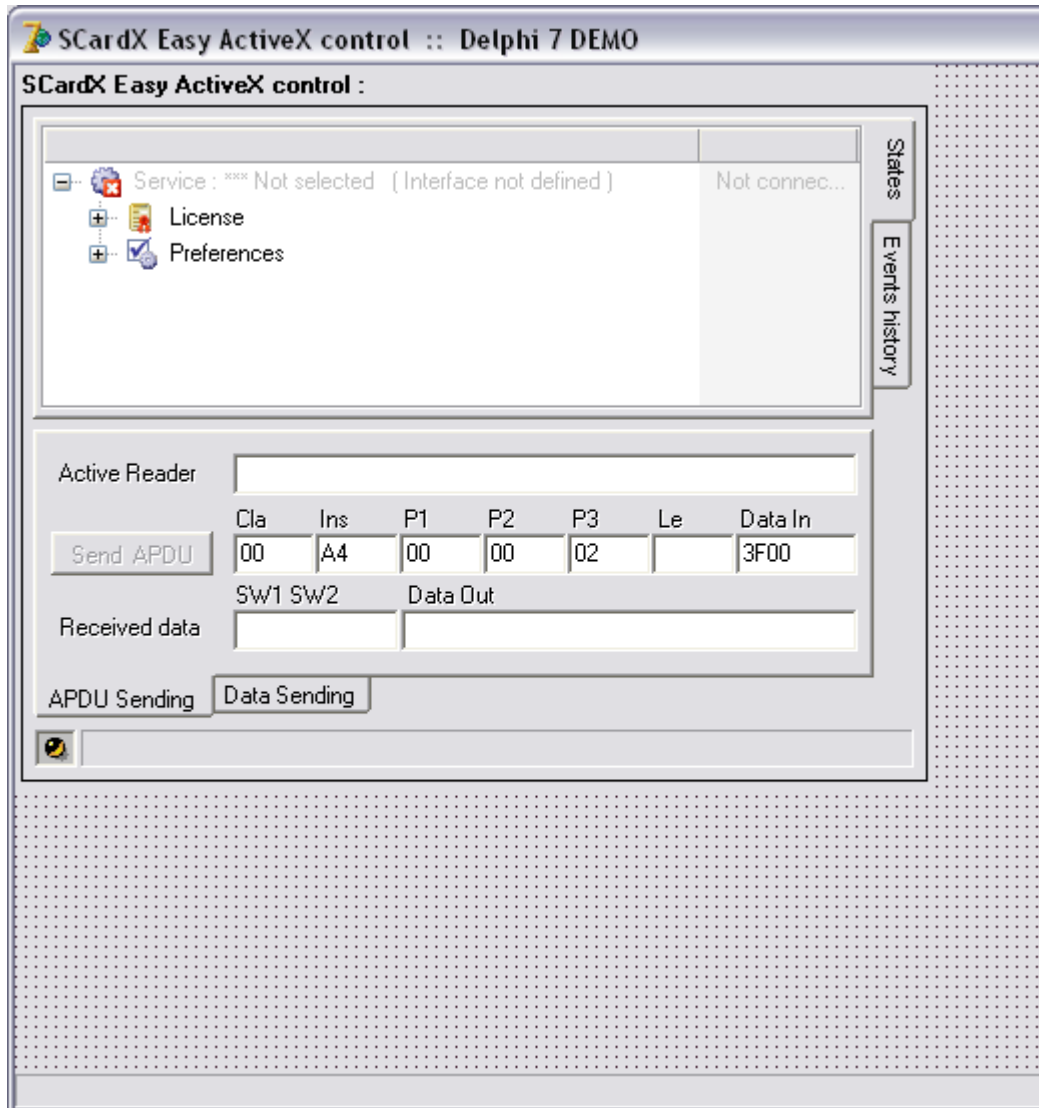 SCardX Easy ActiveX control :: Delphi 7 DEMO
SCardX Easy ActiveX control :
Service : *** Not selected ( Interface not defined ) Not connec...
License
Preferences
States
Events history
Active Reader
Cla Ins P1 P2 P3 Le Data In
Send APDU 00 A4 00 00 02 3F00
SW1 SW2 Data Out
Received data
APDU Sending Data Sending